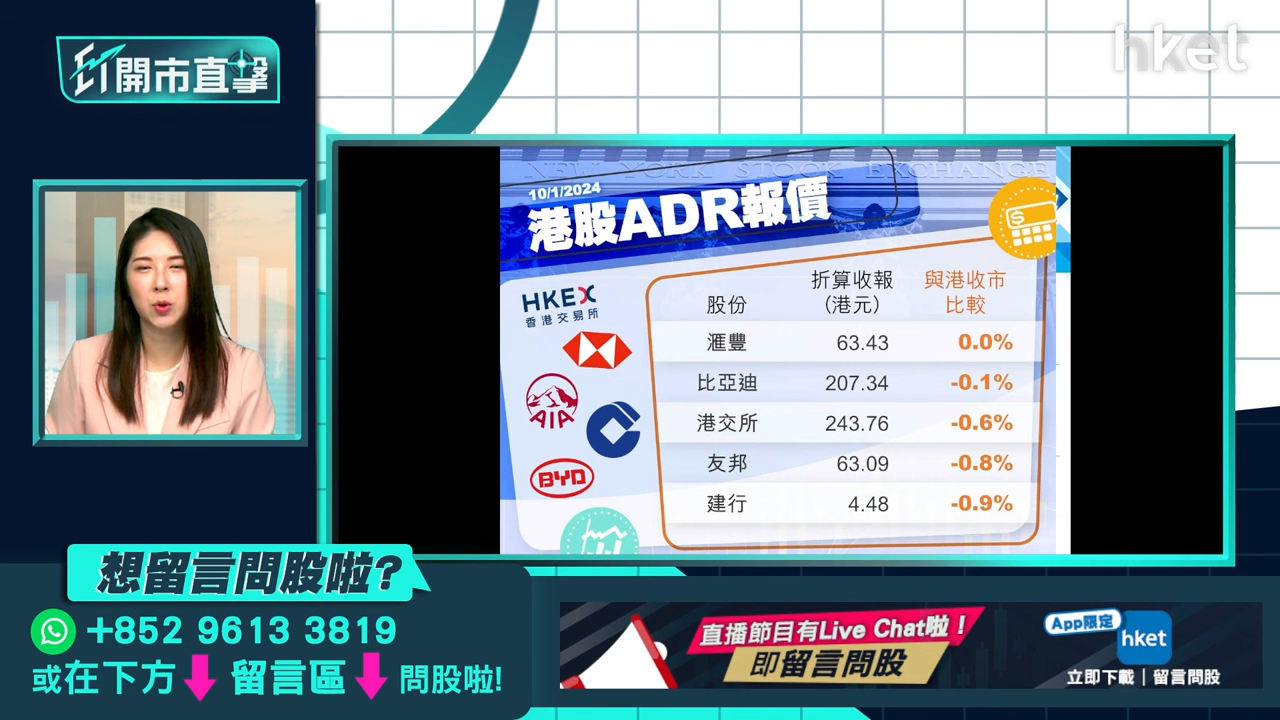 ET開市直擊
hket
NEW YORK STOCK EXCHANGE
10/1/2024
港股ADR報價
HKEX
香港交易所
AIA
BYD
股份
折算收報
(港元)
與港收市
比較
滙豐 63.43 0.0%
比亞迪 207.34 -0.1%
港交所 243.76 -0.6%
友邦 63.09 -0.8%
建行 4.48 -0.9%
想留言問股啦?
+852 9613 3819
或在下方 留言區 問股啦!
直播節目有Live Chat啦！
即留言問股
App限定
hket
立即下載｜留言問股